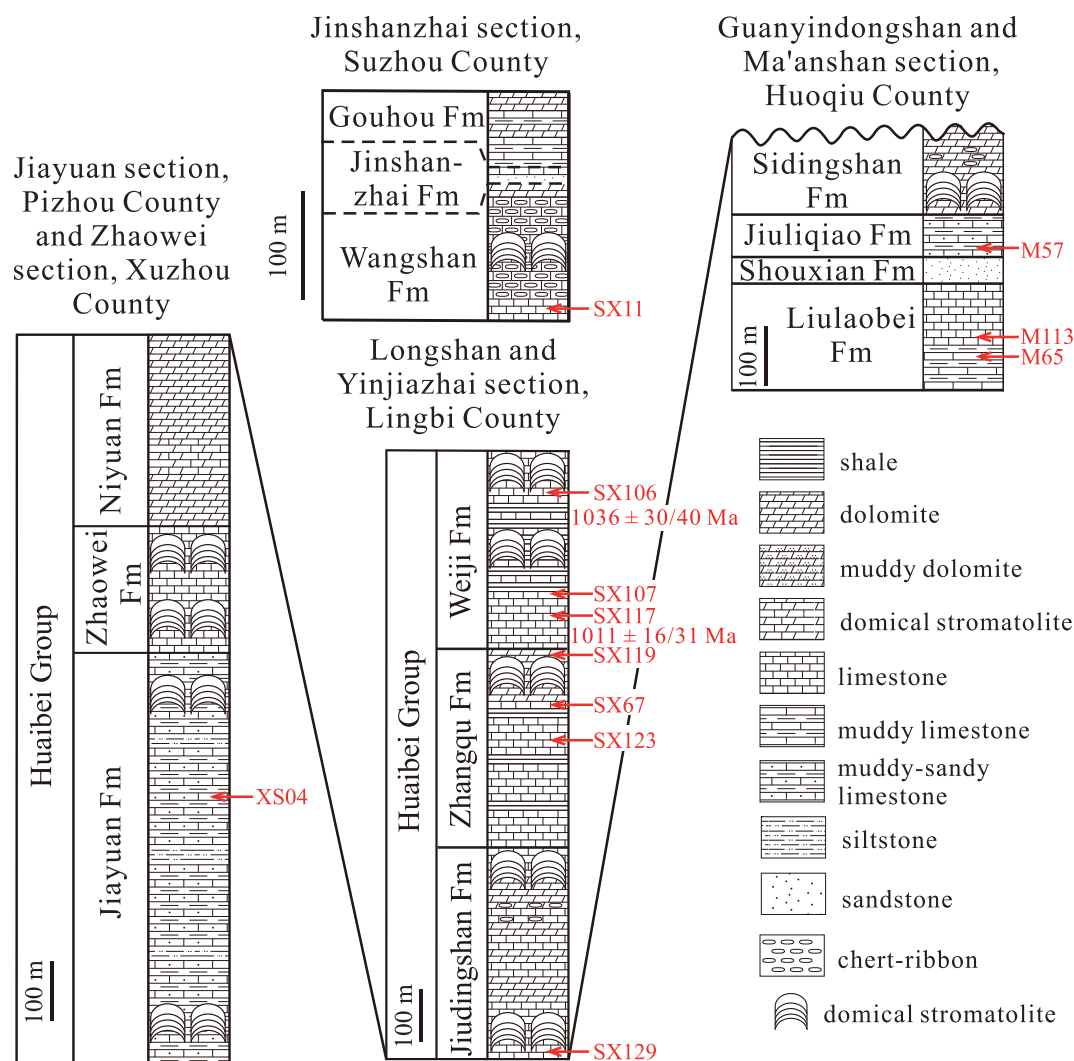 Jinshanzhai section,
Suzhou County
Gouhou Fm
Jinshan-
zhai Fm
Wangshan
Fm
100 m
SX11
Guanyindongshan and
Ma'anshan section,
Huoqiu County
Sidingshan
Fm
Jiuliqiao Fm
Shouxian Fm
Liulaobei
Fm
100 m
M57
M113
M65
Jiayuan section,
Pizhou County
and Zhaowei
section, Xuzhou
County
Huaibei Group
Niyuan Fm
Zhaowei
Fm
Jiayuan Fm
100 m
XS04
Longshan and
Yinjiazhai section,
Lingbi County
Huaibei Group
Weiji Fm
Zhangqu Fm
Jiudingshan Fm
100 m
SX106
1036 ± 30/40 Ma
SX107
SX117
1011 ± 16/31 Ma
SX119
SX67
SX123
SX129
shale
dolomite
muddy dolomite
domical stromatolite
limestone
muddy limestone
muddy-sandy
limestone
siltstone
sandstone
chert-ribbon
domical stromatolite